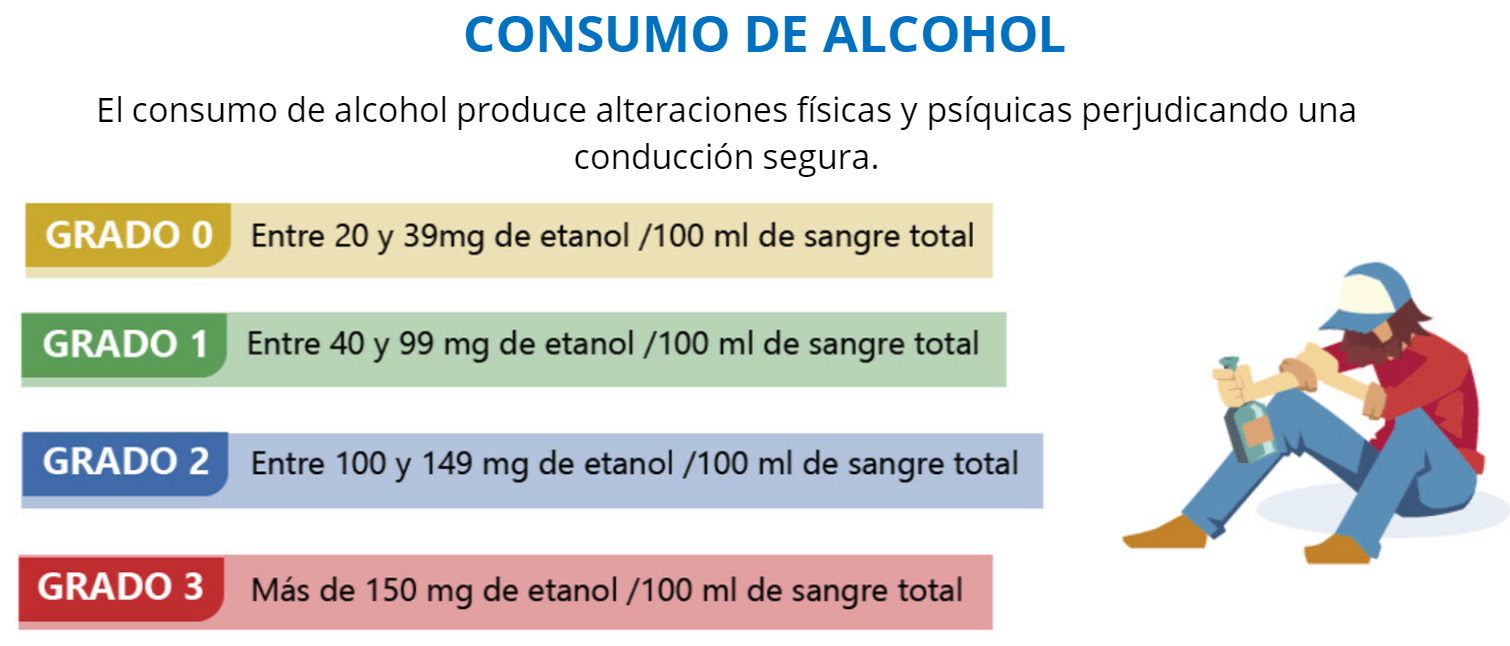 CONSUMO DE ALCOHOL
El consumo de alcohol produce alteraciones físicas y psíquicas perjudicando una
conducción segura.
GRADO 0 Entre 20 y 39mg de etanol /100 ml de sangre total
GRADO 1 Entre 40 y 99 mg de etanol /100 ml de sangre total
GRADO 2 Entre 100 y 149 mg de etanol /100 ml de sangre total
GRADO 3 Más de 150 mg de etanol /100 ml de sangre total